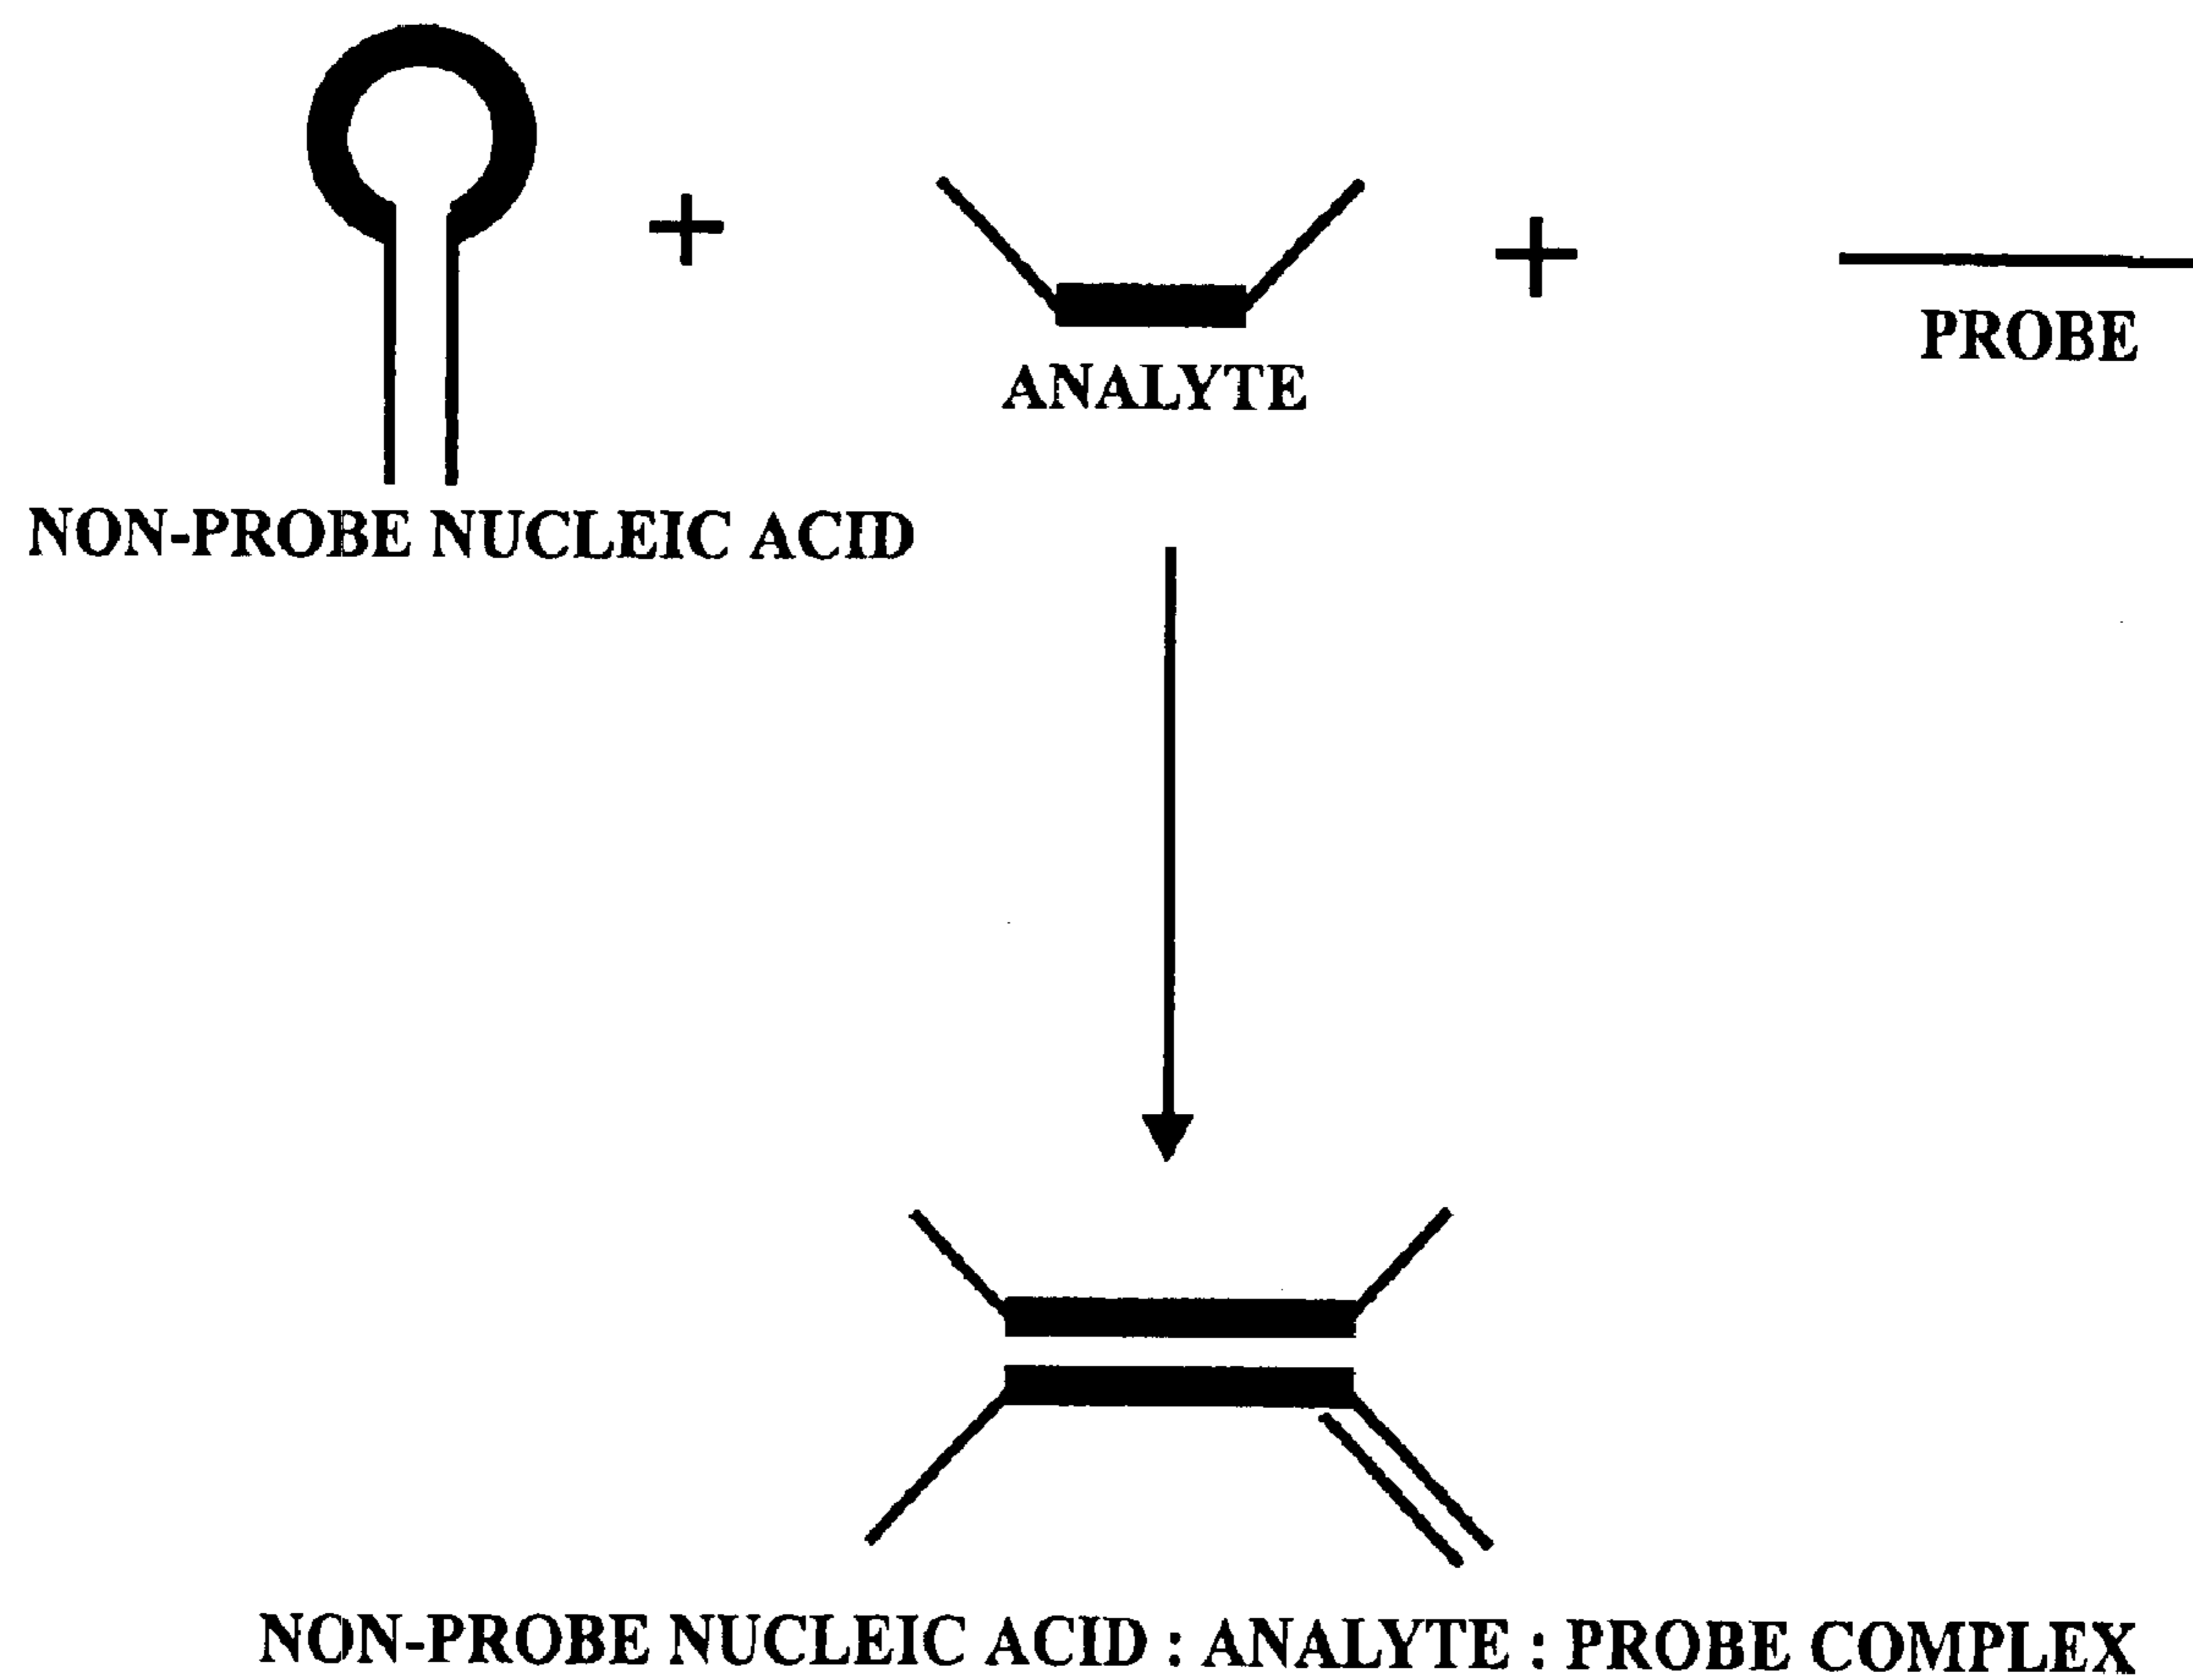 PROBE
ANALYTE
NON-PROBE NUCLEIC ACID
NON-PROBE NUCLEIC ACID : ANALYTE : PROBE COMPLEX